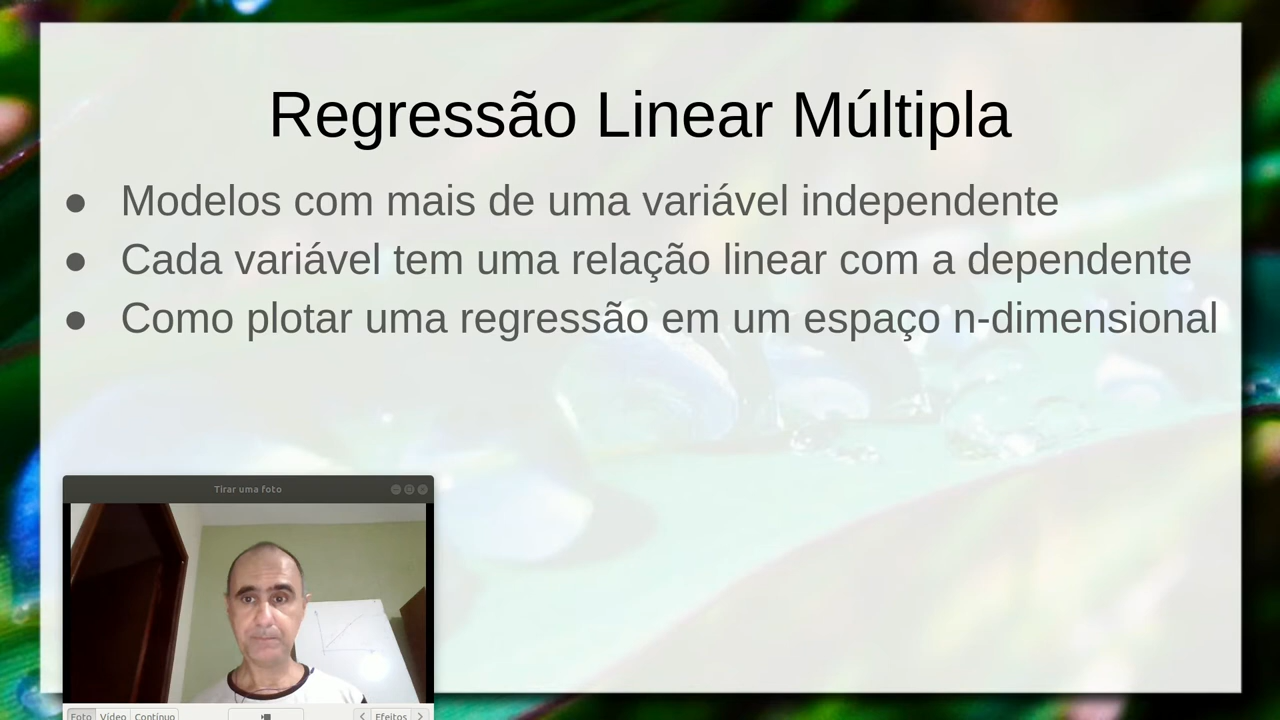 Regressão Linear Múltipla
● Modelos com mais de uma variável independente
● Cada variável tem uma relação linear com a dependente
● Como plotar uma regressão em um espaço n-dimensional
Tirar uma foto
Foto Vídeo Contínuo Efeitos